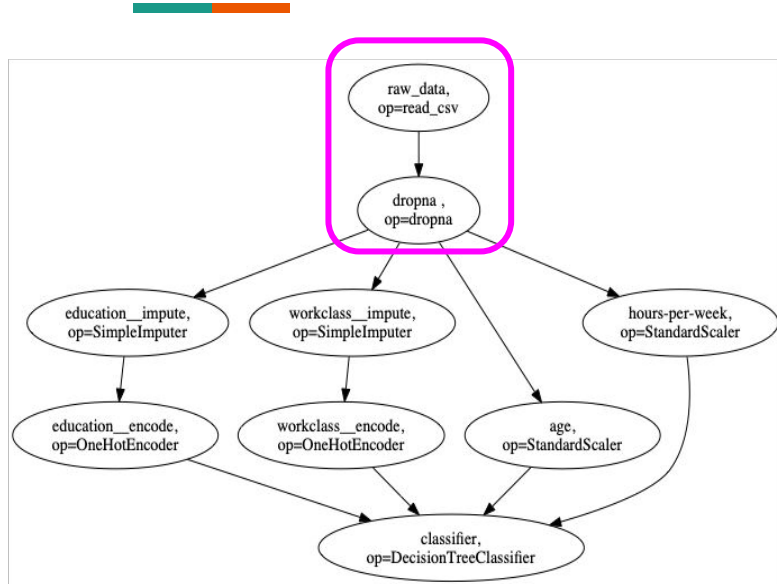 raw_data,
op=read_csv
dropna ,
op=dropna
education__impute,
op=SimpleImputer
workclass__impute,
op=SimpleImputer
hours-per-week,
op=StandardScaler
education__encode,
op=OneHotEncoder
workclass__encode,
op=OneHotEncoder
age,
op=StandardScaler
classifier,
op=DecisionTreeClassifier